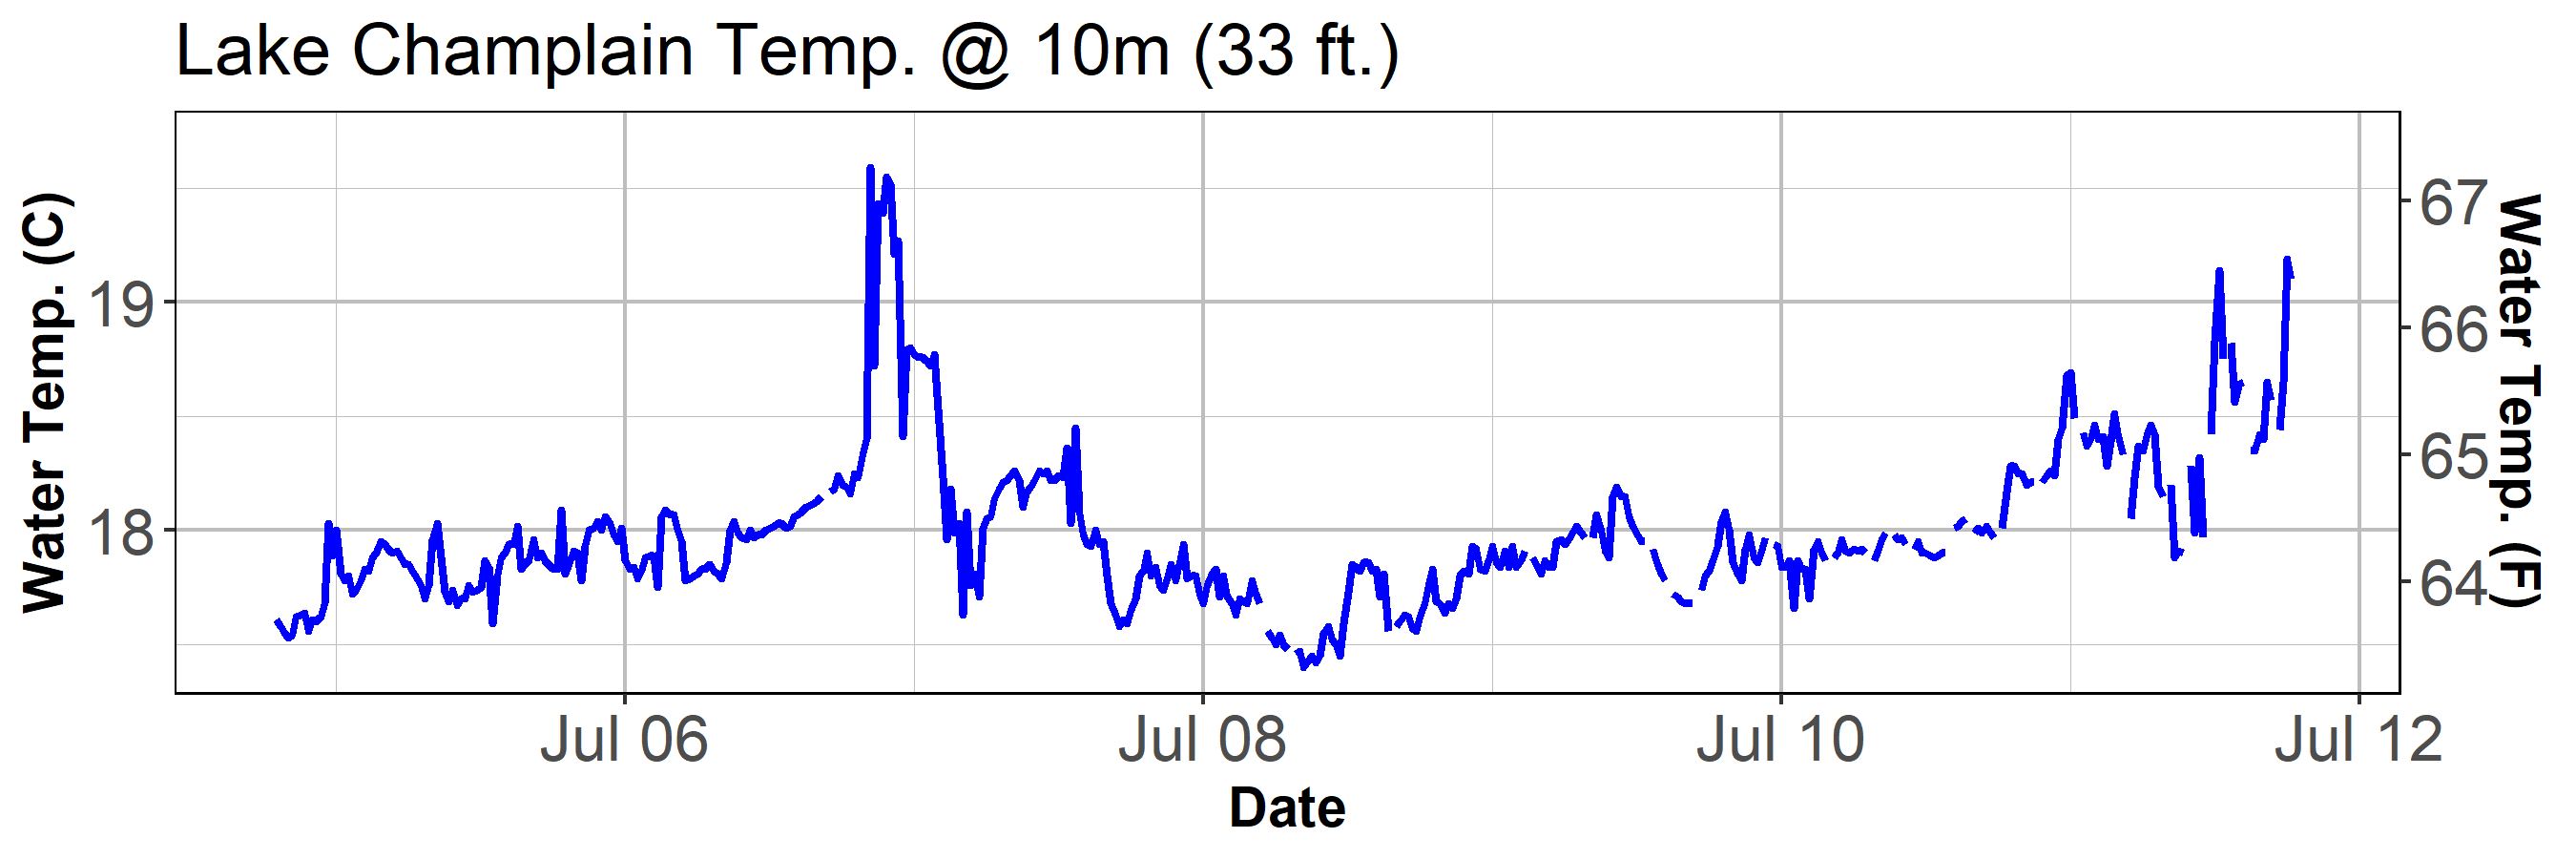 Lake Champlain Temp. @ 10m (33 ft.)
Water Temp. (C)
19
18
67
66
65
64
Water Temp. (F)
Jul 06
Jul 08
Jul 10
Jul 12
Date